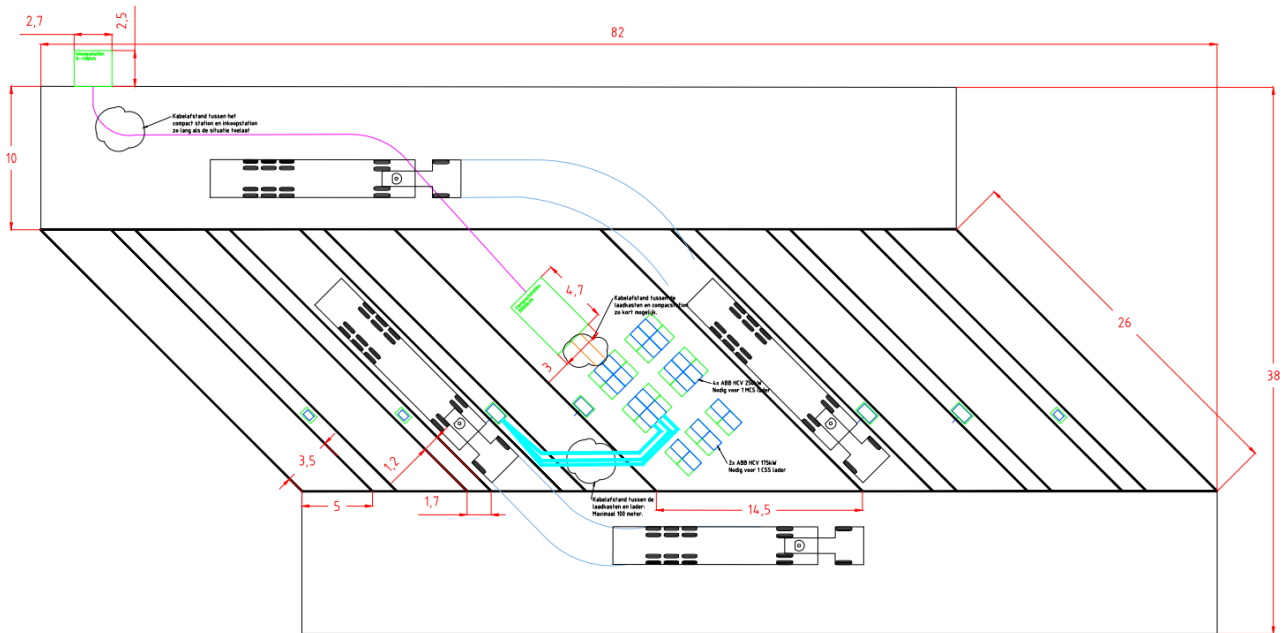 2,7
2,5
82
Inkoopstation
Kabelafstand tussen het
compact station en inkoopstation
zo lang als de situatie toelaat
10
4,7
Kabelafstand tussen de
laadkasten en compactstation
zo kort mogelijk.
26
3
38
4x ABB HCV 250kW
Nodig voor 1 MCS lader
3,5
1,2
2x ABB HCV 175kW
Nodig voor 1 CSS lader
5
1,7
Kabelafstand tussen de
laadkasten en lader:
Maximaal 100 meter.
14,5